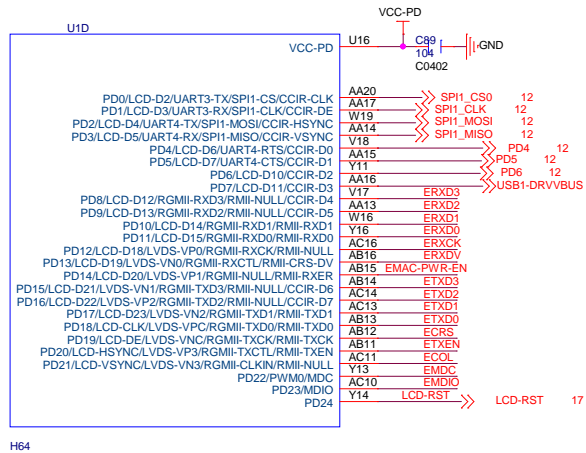 VCC-PD
U1D
VCC-PD U16 C89 GND
104
C0402
PD0/LCD-D2/UART3-TX/SPI1-CS/CCIR-CLK AA20 SPI1_CS0 12
PD1/LCD-D3/UART3-RX/SPI1-CLK/CCIR-DE AA17 SPI1_CLK 12
PD2/LCD-D4/UART4-TX/SPI1-MOSI/CCIR-HSYNC W19 SPI1_MOSI 12
PD3/LCD-D5/UART4-RX/SPI1-MISO/CCIR-VSYNC AA14 SPI1_MISO 12
PD4/LCD-D6/UART4-RTS/CCIR-D0 V18 PD4 12
PD5/LCD-D7/UART4-CTS/CCIR-D1 AA15 PD5 12
PD6/LCD-D10/CCIR-D2 Y11 PD6 12
PD7/LCD-D11/CCIR-D3 AA16 USB1-DRVVBUS
PD8/LCD-D12/RGMII-RXD3/RMII-NULL/CCIR-D4 V17 ERXD3
PD9/LCD-D13/RGMII-RXD2/RMII-NULL/CCIR-D5 AA13 ERXD2
PD10/LCD-D14/RGMII-RXD1/RMII-RXD1 W16 ERXD1
PD11/LCD-D15/RGMII-RXD0/RMII-RXD0 Y16 ERXD0
PD12/LCD-D18/LVDS-VP0/RGMII-RXCK/RMII-NULL AC16 ERXCK
PD13/LCD-D19/LVDS-VN0/RGMII-RXCTL/RMII-CRS-DV AB16 ERXDV
PD14/LCD-D20/LVDS-VP1/RGMII-NULL/RMII-RXER AB15 EMAC-PWR-EN
PD15/LCD-D21/LVDS-VN1/RGMII-TXD3/RMII-NULL/CCIR-D6 AB14 ETXD3
PD16/LCD-D22/LVDS-VP2/RGMII-TXD2/RMII-NULL/CCIR-D7 AC14 ETXD2
PD17/LCD-D23/LVDS-VN2/RGMII-TXD1/RMII-TXD1 AC13 ETXD1
PD18/LCD-CLK/LVDS-VPC/RGMII-TXD0/RMII-TXD0 AB13 ETXD0
PD19/LCD-DE/LVDS-VNC/RGMII-TXCK/RMII-TXCK AB12 ECRS
PD20/LCD-HSYNC/LVDS-VP3/RGMII-TXCTL/RMII-TXEN AB11 ETXEN
PD21/LCD-VSYNC/LVDS-VN3/RGMII-CLKIN/RMII-NULL AC11 ECOL
PD22/PWM0/MDC Y13 EMDC
PD23/MDIO AC10 EMDIO
PD24 Y14 LCD-RST LCD-RST 17
H64